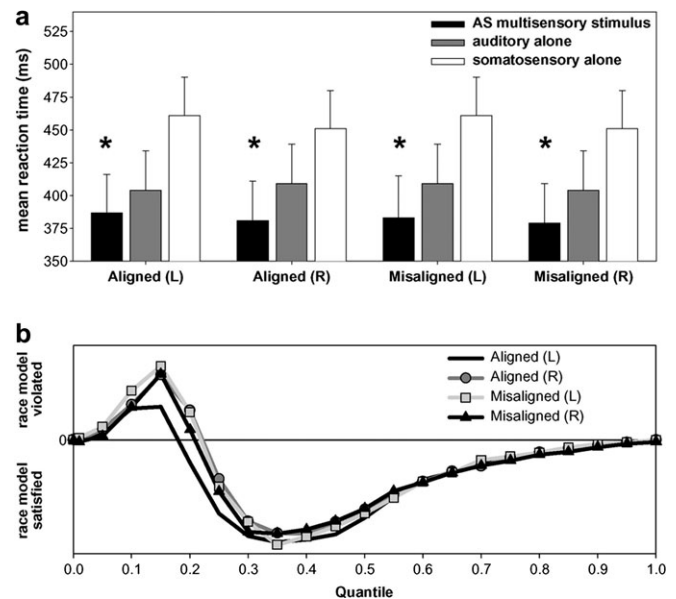 a
AS multisensory stimulus
auditory alone
somatosensory alone
mean reaction time (ms)
525
500
475
450
425
400
375
350
*
*
*
*
Aligned (L)
Aligned (R)
Misaligned (L)
Misaligned (R)
b
race model
violated
0
race model
satisfied
Aligned (L)
Aligned (R)
Misaligned (L)
Misaligned (R)
0.0 0.1 0.2 0.3 0.4 0.5 0.6 0.7 0.8 0.9 1.0
Quantile